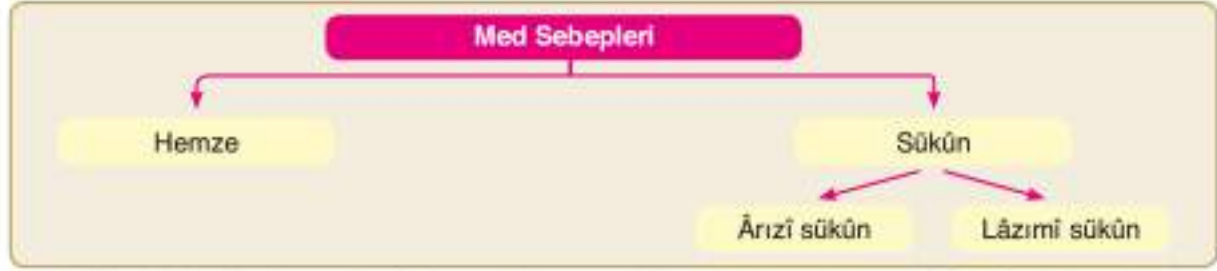 Med Sebepleri
Hemze
Sükûn
Ârızî sükûn
Lâzımî sükûn